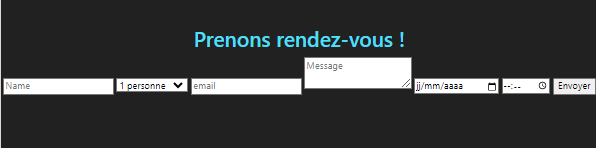 Prenons rendez-vous !
Name 1 personne email Message jj/mm/aaaa --:-- Envoyer